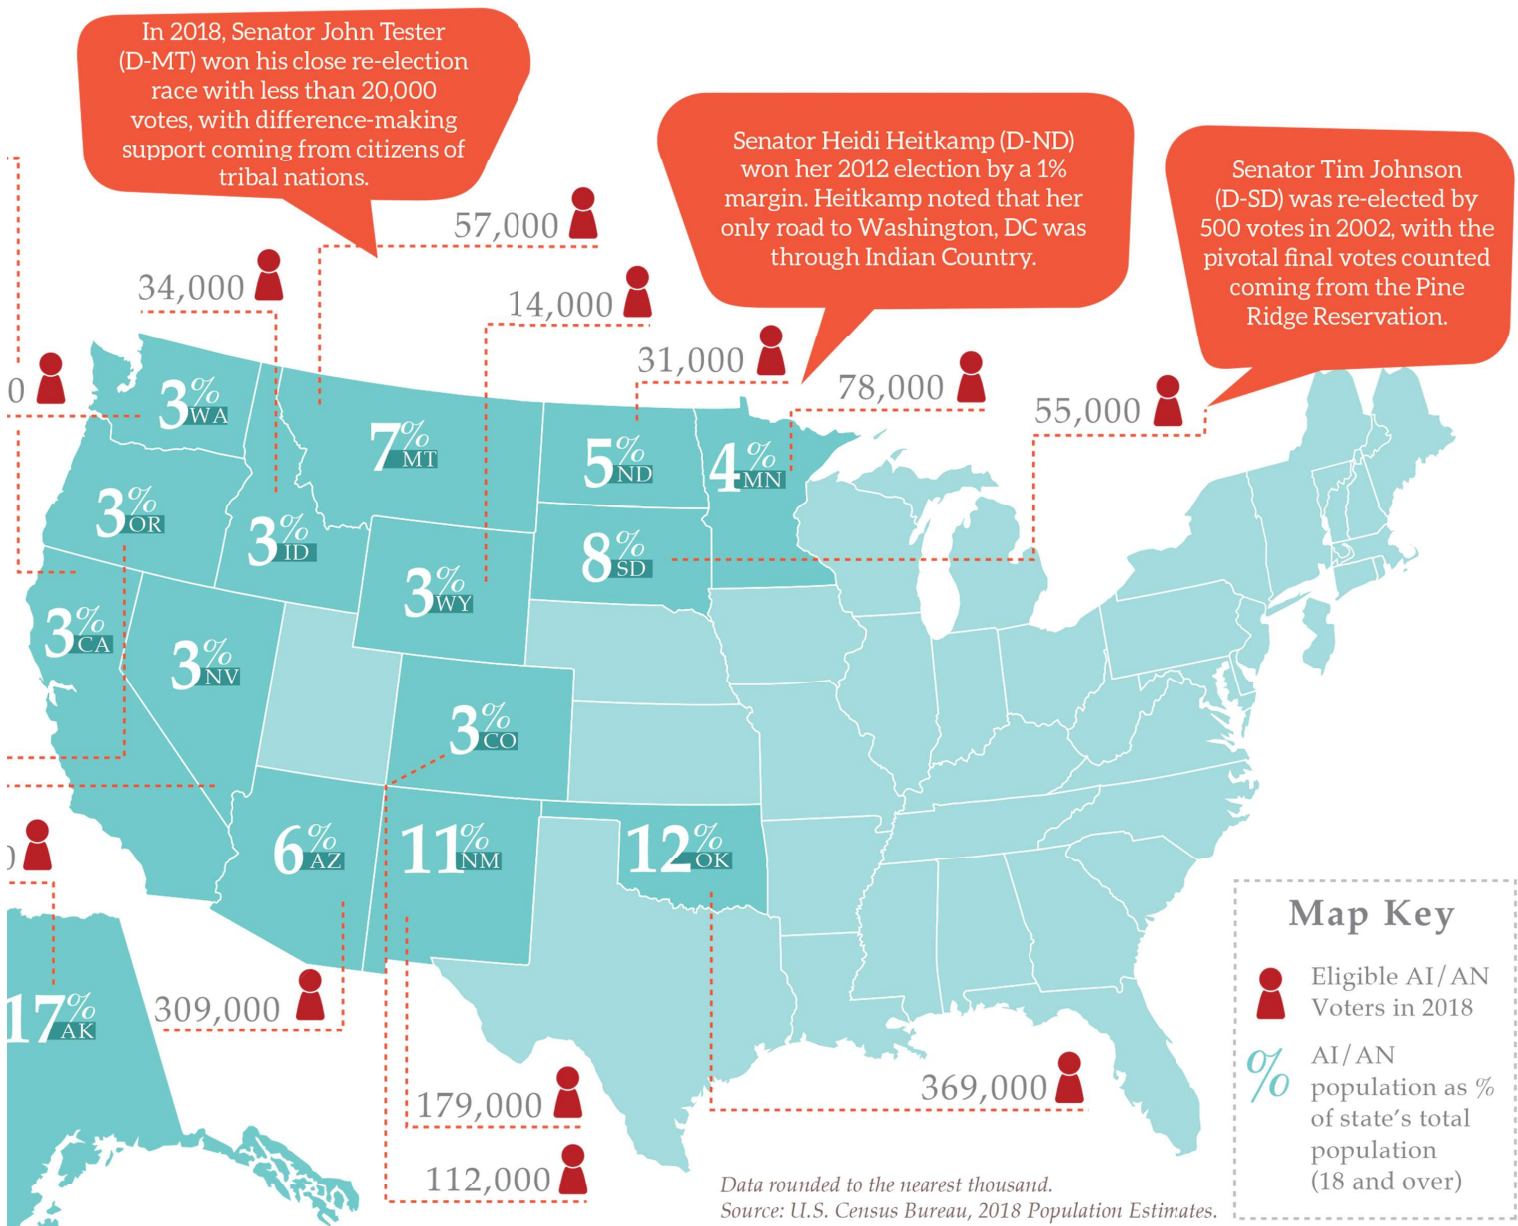 In 2018, Senator John Tester
(D-MT) won his close re-election
race with less than 20,000
votes, with difference-making
support coming from citizens of
tribal nations.
Senator Heidi Heitkamp (D-ND)
won her 2012 election by a 1%
margin. Heitkamp noted that her
only road to Washington, DC was
through Indian Country.
Senator Tim Johnson
(D-SD) was re-elected by
500 votes in 2002, with the
pivotal final votes counted
coming from the Pine
Ridge Reservation.
57,000
34,000
14,000
31,000
78,000
55,000
0
3% WA
7% MT
5% ND
4% MN
3% OR
3% ID
8% SD
3% WY
3% CA
3% NV
3% CO
6% AZ
11% NM
12% OK
17% AK
309,000
179,000
112,000
369,000
Map Key
Eligible AI/AN
Voters in 2018
%
AI/AN
population as %
of state's total
population
(18 and over)
Data rounded to the nearest thousand.
Source: U.S. Census Bureau, 2018 Population Estimates.